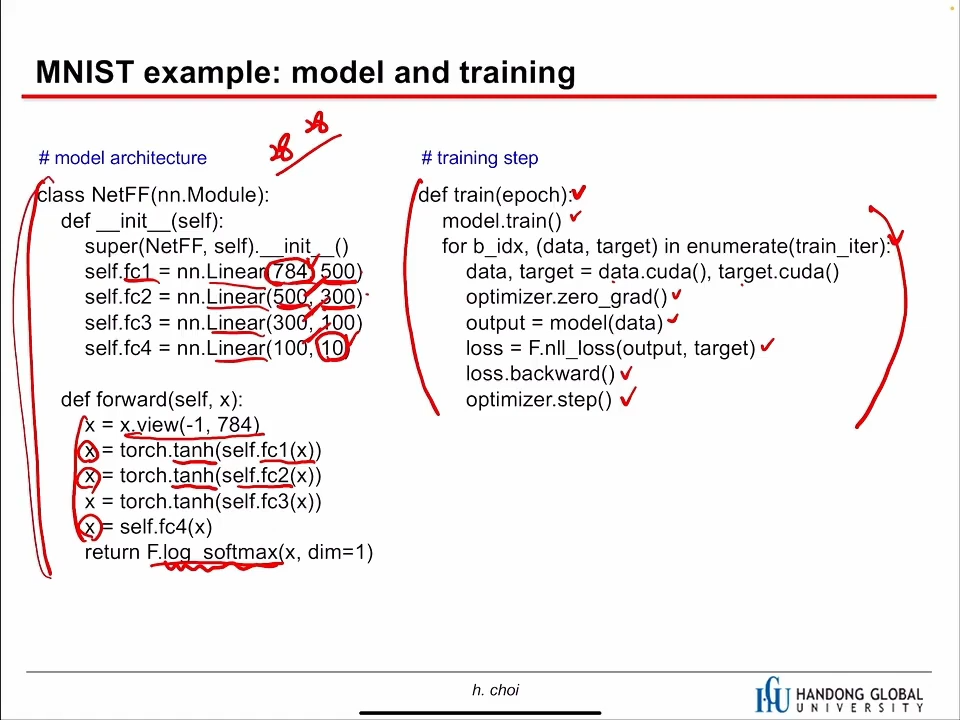 MNIST example: model and training
28 28
# model architecture
class NetFF(nn.Module):
def __init__(self):
super(NetFF, self).__init__()
self.fc1 = nn.Linear(784, 500)
self.fc2 = nn.Linear(500, 300)
self.fc3 = nn.Linear(300, 100)
self.fc4 = nn.Linear(100, 10)
def forward(self, x):
x = x.view(-1, 784)
x = torch.tanh(self.fc1(x))
x = torch.tanh(self.fc2(x))
x = torch.tanh(self.fc3(x))
x = self.fc4(x)
return F.log_softmax(x, dim=1)
# training step
def train(epoch):
model.train()
for b_idx, (data, target) in enumerate(train_iter):
data, target = data.cuda(), target.cuda()
optimizer.zero_grad()
output = model(data)
loss = F.nll_loss(output, target)
loss.backward()
optimizer.step()
h. choi
HGU HANDONG GLOBAL
UNIVERSITY